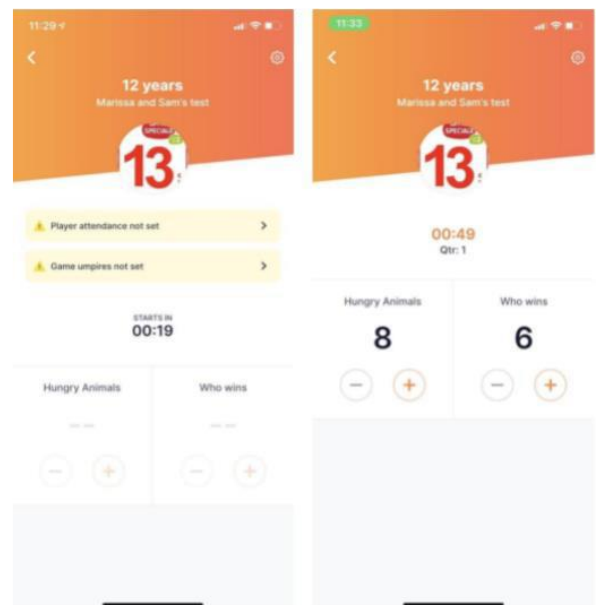 11:29
12 years
Marissa and Sam's test
SPECIALE
13
Player attendance not set
Game umpires not set
STARTS IN
00:19
Hungry Animals
Who wins
-- --
-- --
11:33
12 years
Marissa and Sam's test
SPECIALE
13
00:49
Qtr: 1
Hungry Animals
Who wins
8
6